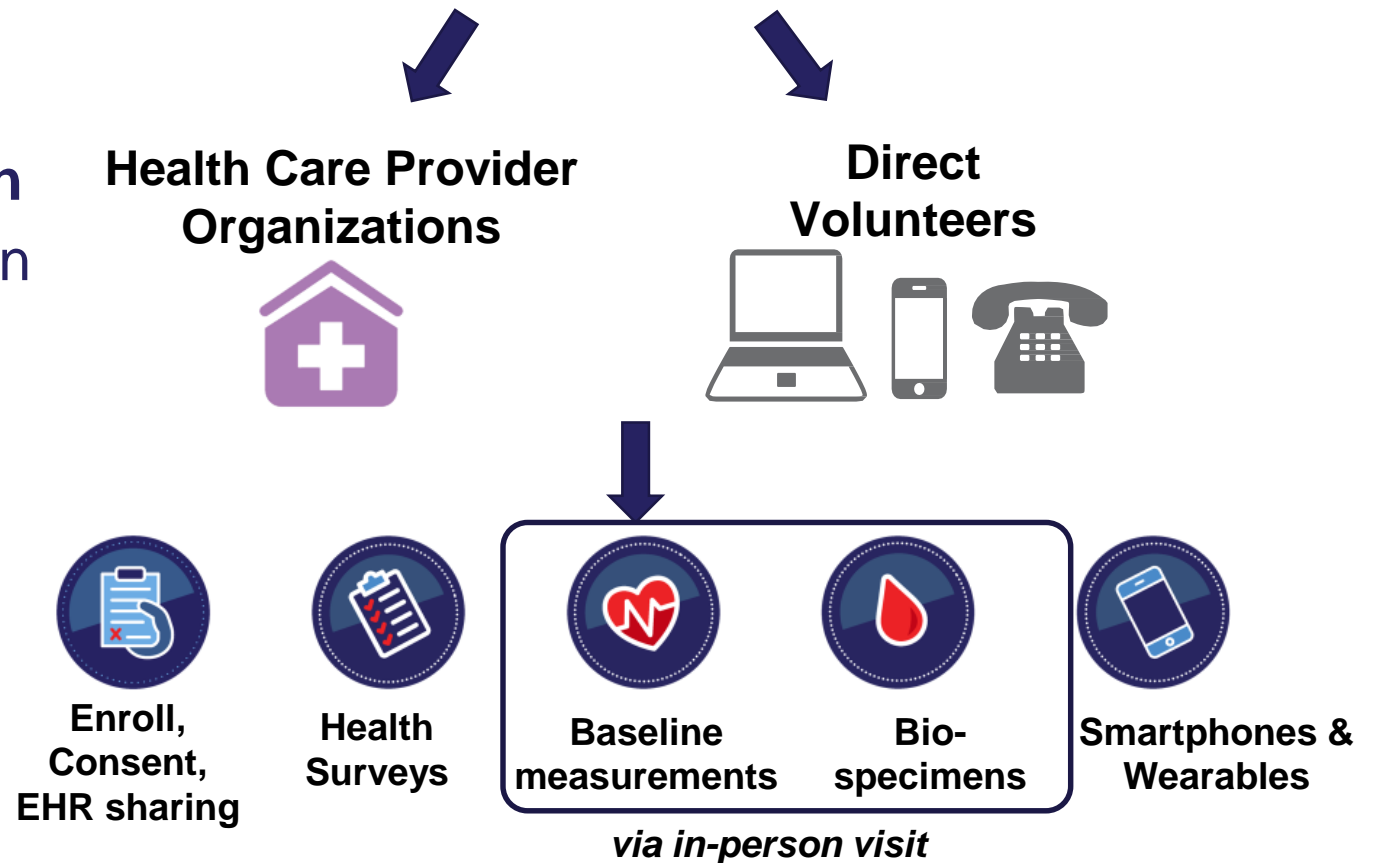 Health Care Provider
Organizations
Direct
Volunteers
Enroll,
Consent,
EHR sharing
Health
Surveys
Baseline
measurements
Bio-
specimens
Smartphones &
Wearables
via in-person visit